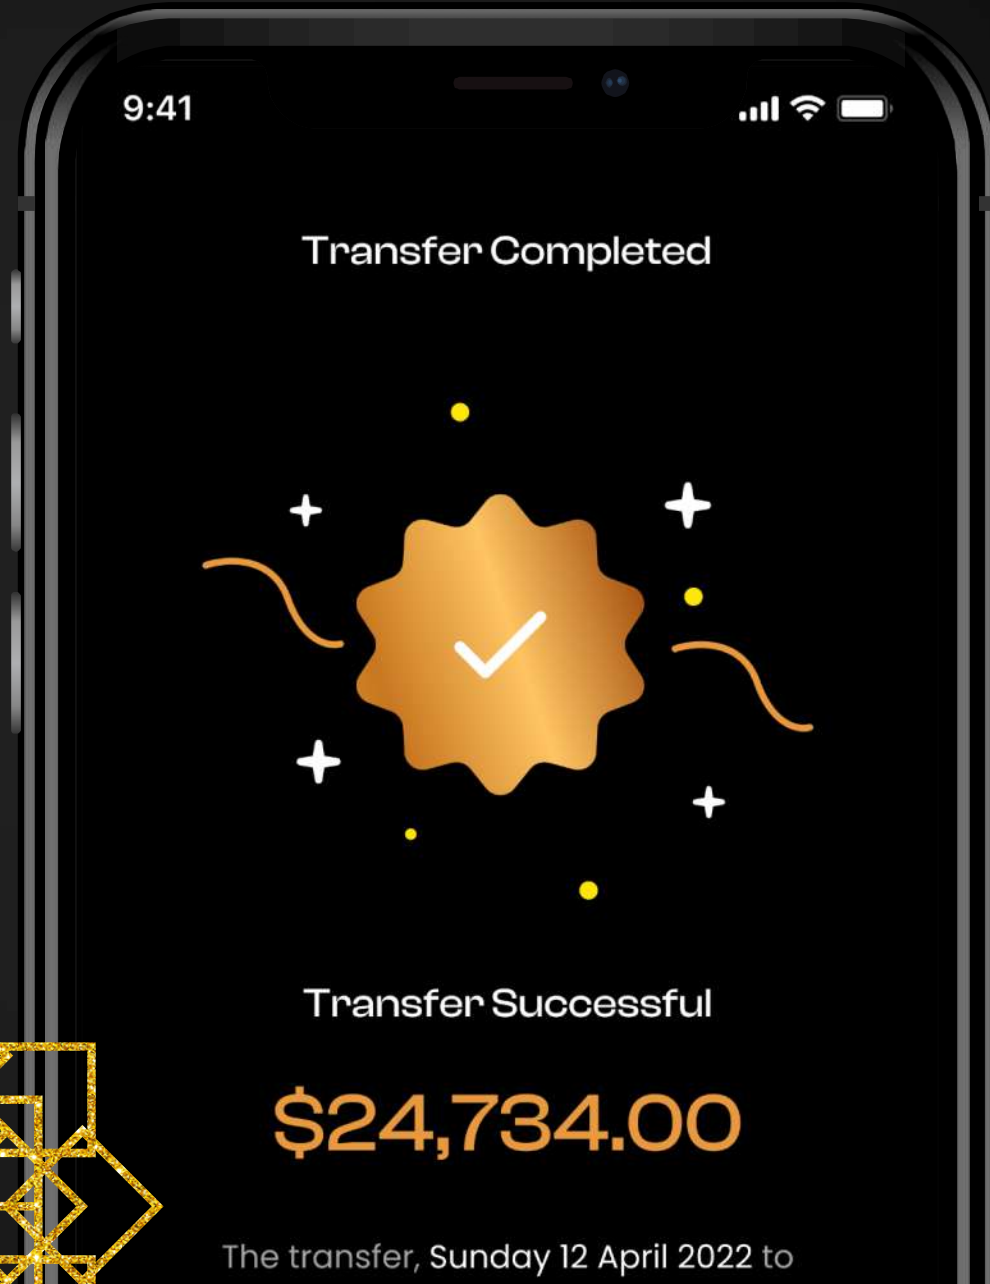 9:41
Transfer Completed
Transfer Successful
$24,734.00
The transfer, Sunday 12 April 2022 to